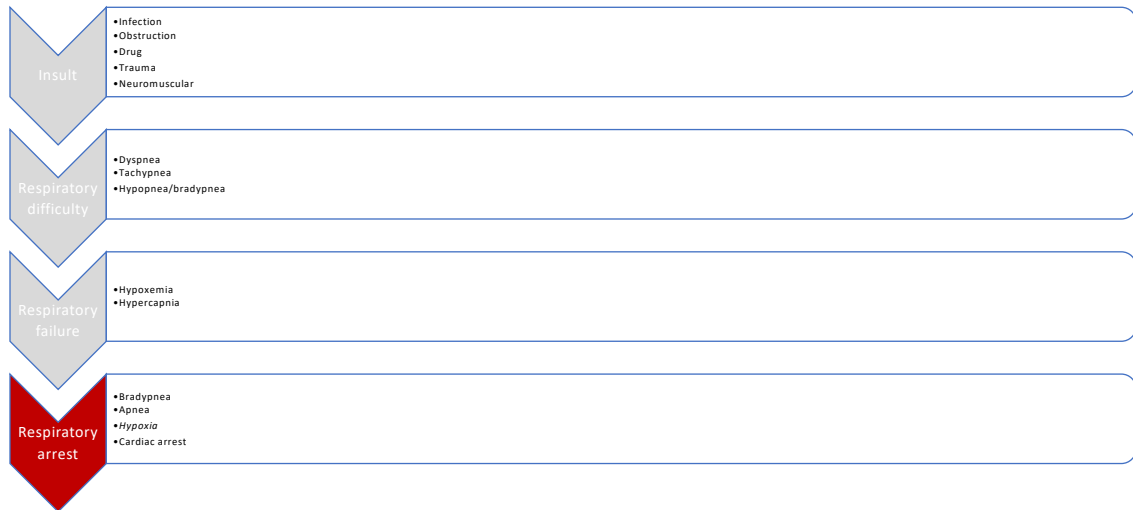 Insult
•Infection
•Obstruction
•Drug
•Trauma
•Neuromuscular
Respiratory
difficulty
•Dyspnea
•Tachypnea
•Hypopnea/bradypnea
Respiratory
failure
•Hypoxemia
•Hypercapnia
Respiratory
arrest
•Bradypnea
•Apnea
•Hypoxia
•Cardiac arrest